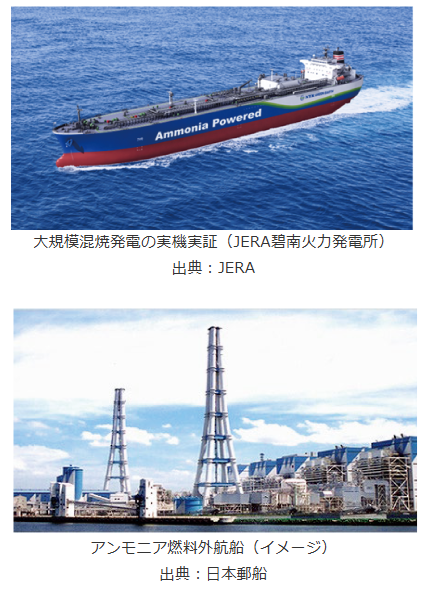 Ammonia Powered
大規模混焼発電の実機実証（JERA碧南火力発電所）
出典：JERA
アンモニア燃料外航船（イメージ）
出典：日本郵船